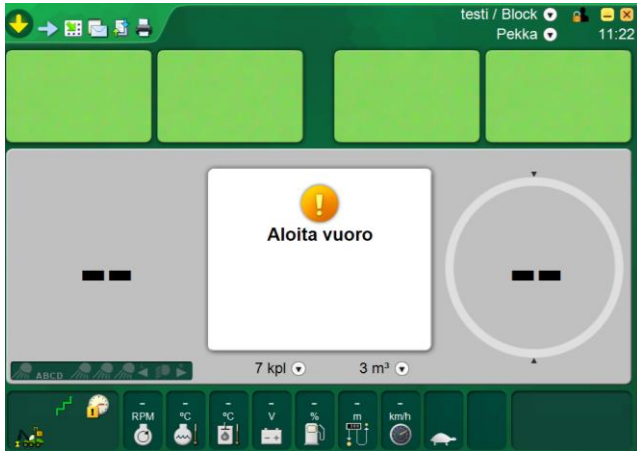 testi / Block
Pekka 11:22
Aloita vuoro
-- --
ABCD
7 kpl 3 m³
- - - - - - -
RPM °C °C V % m km/h